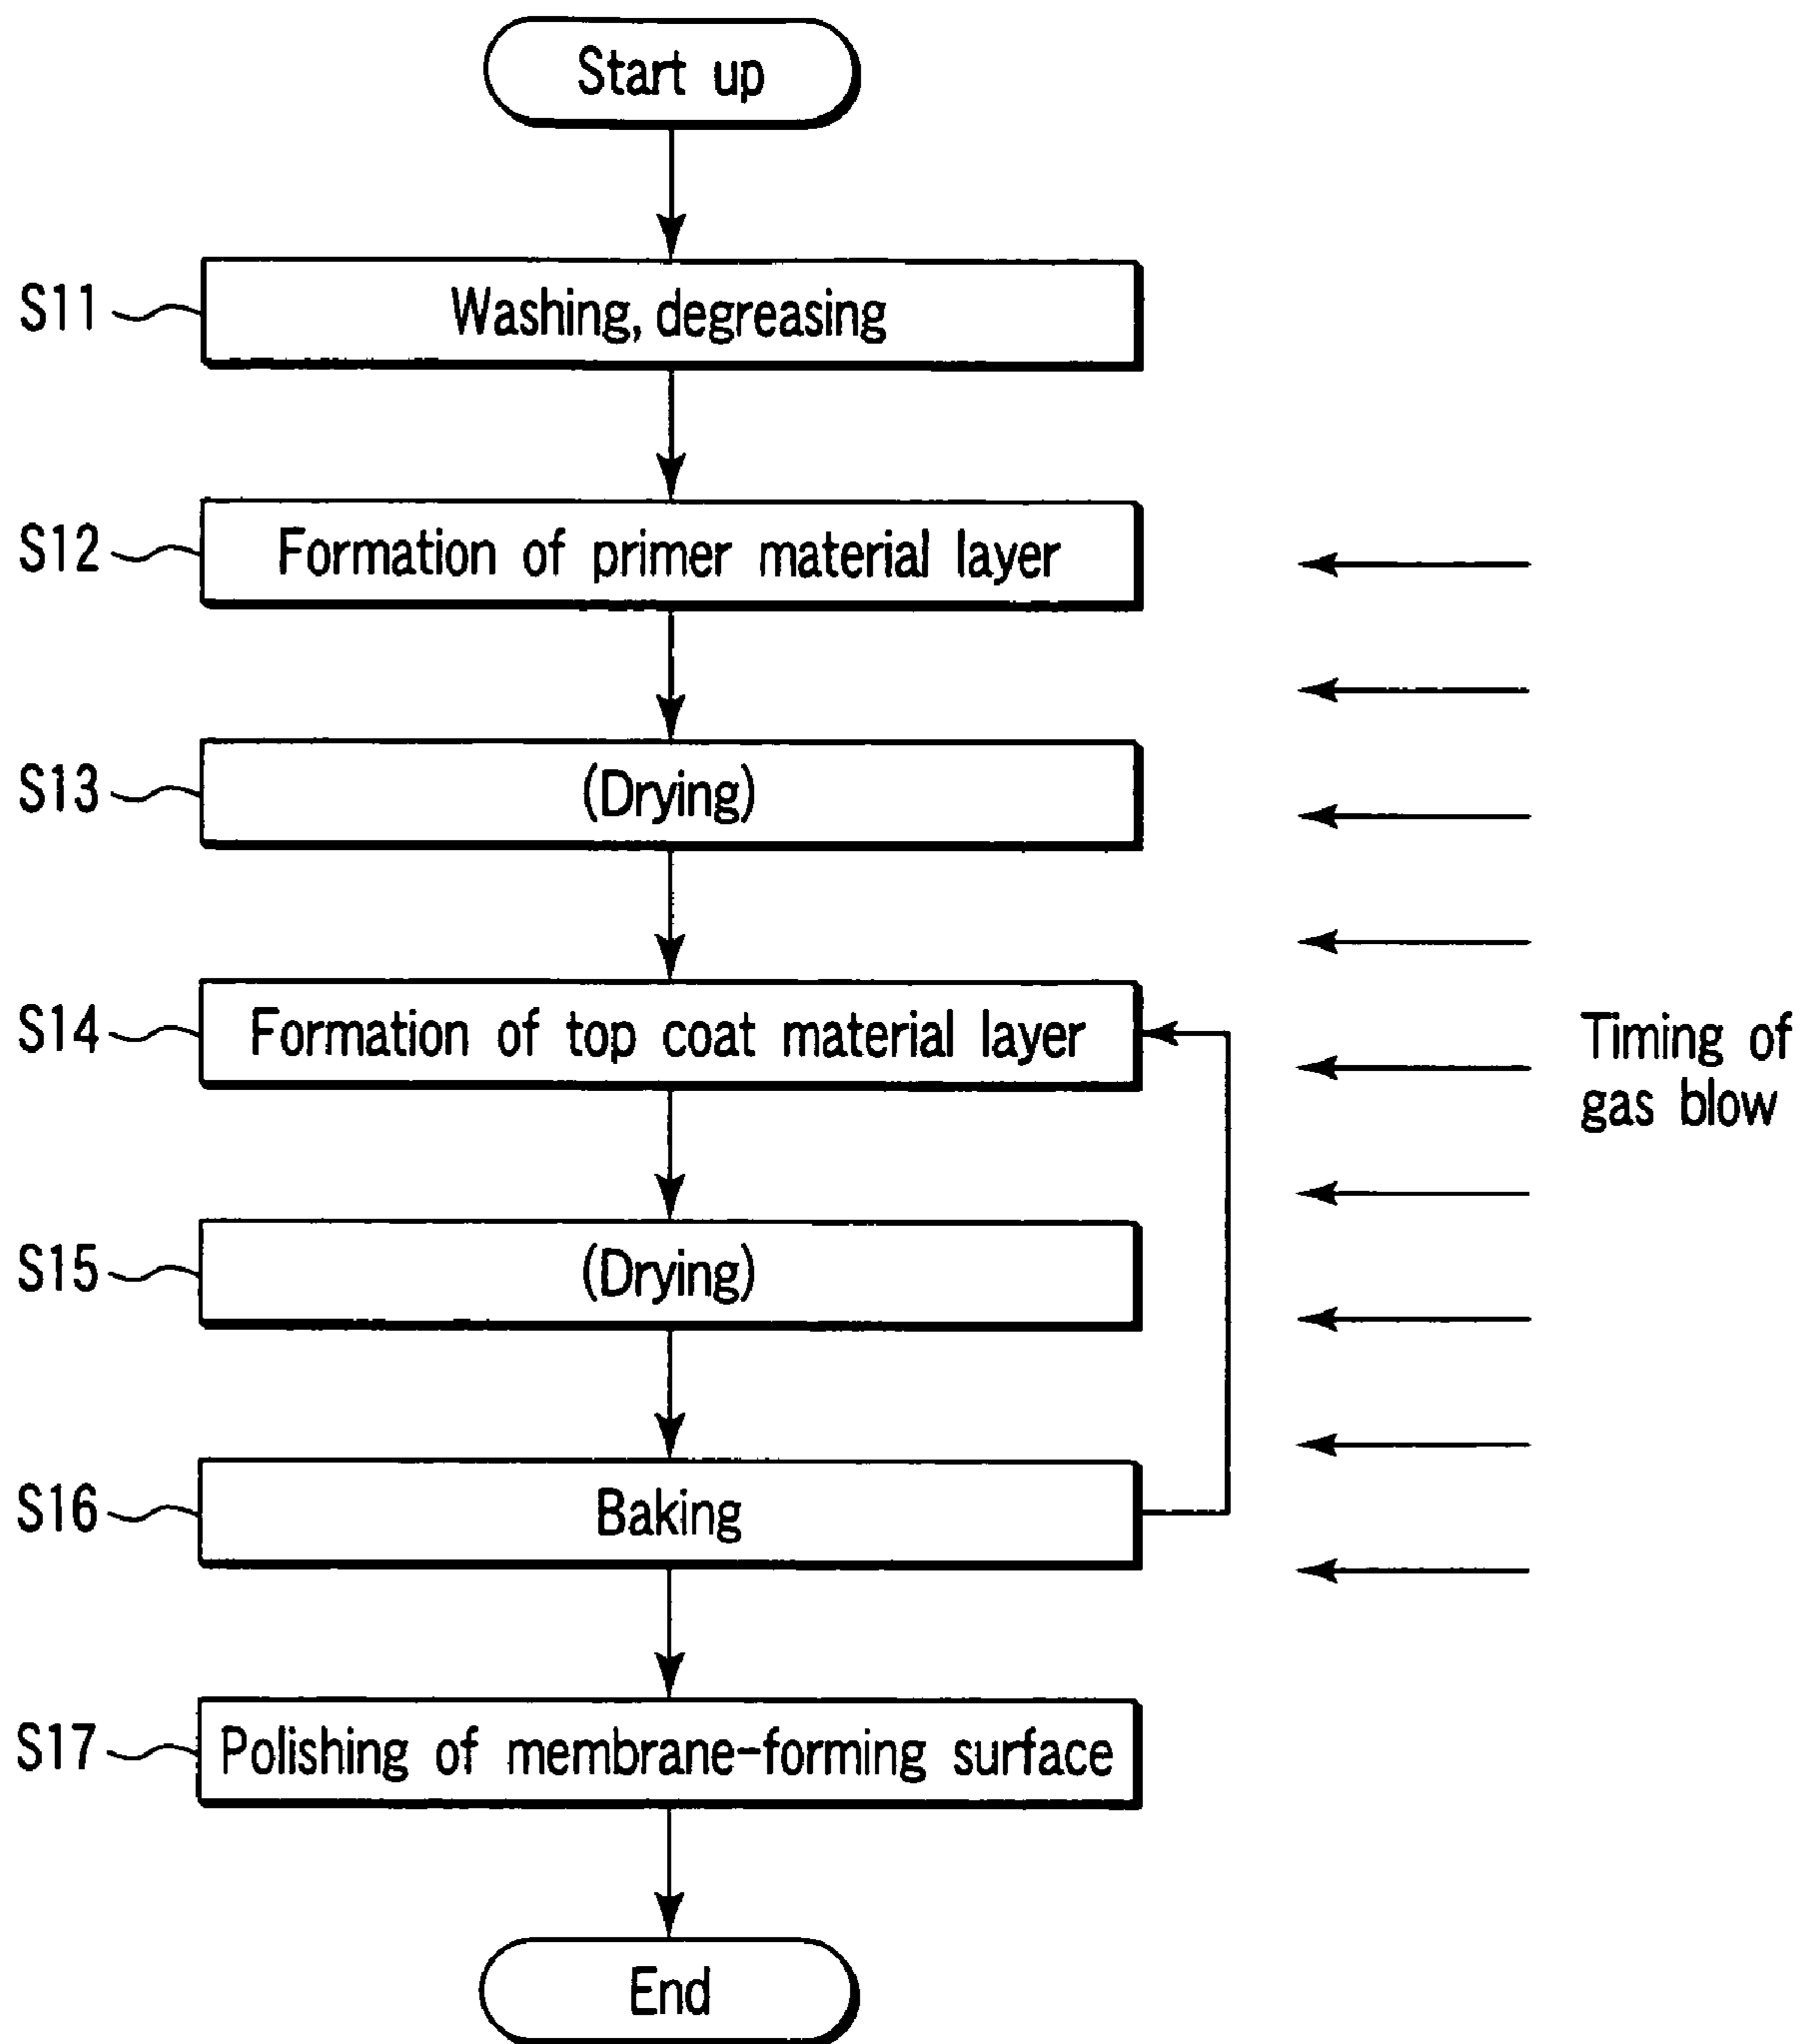 Start up
S11
Washing, degreasing
S12
Formation of primer material layer
S13
(Drying)
S14
Formation of top coat material layer
Timing of
gas blow
S15
(Drying)
S16
Baking
S17
Polishing of membrane-forming surface
End